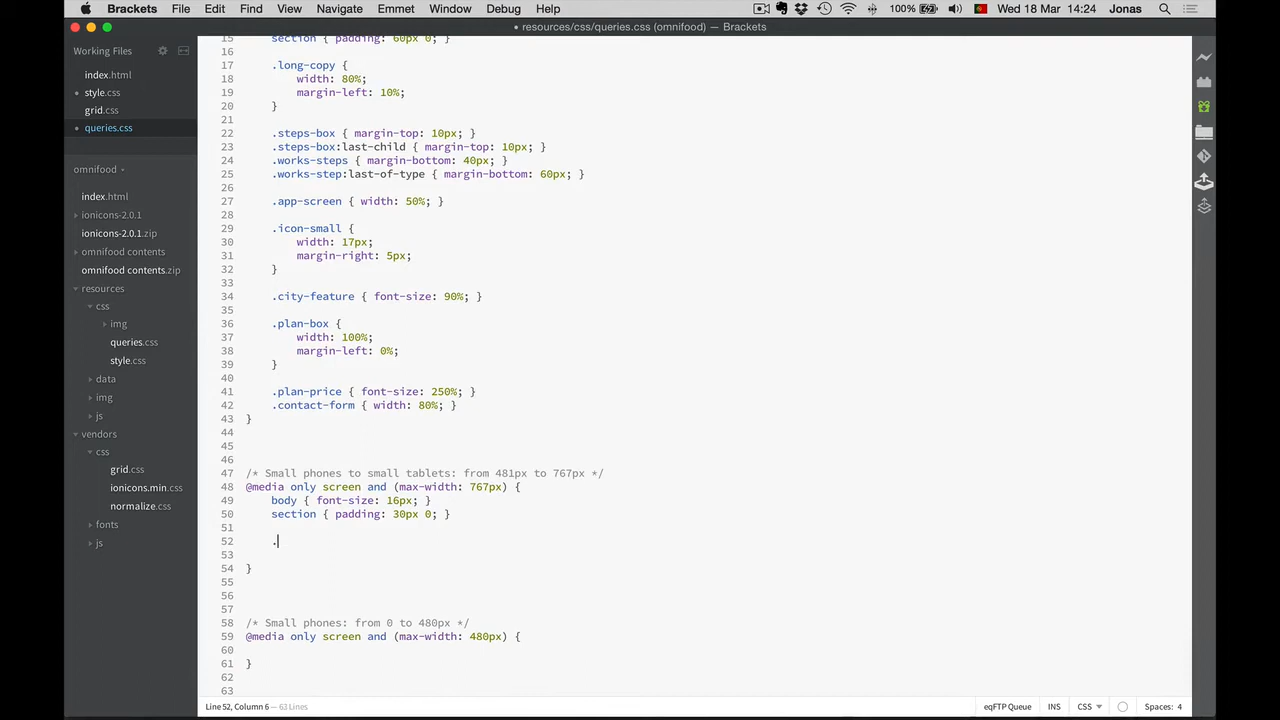 Brackets File Edit Find View Navigate Emmet Window Debug Help 100% Wed 18 Mar 14:24 Jonas
• resources/css/queries.css (omnifood) — Brackets
Working Files
index.html
style.css
grid.css
queries.css
omnifood
index.html
ionicons-2.0.1
ionicons-2.0.1.zip
omnifood contents
omnifood contents.zip
resources
css
img
queries.css
style.css
data
img
js
vendors
css
grid.css
ionicons.min.css
normalize.css
fonts
js
15 section { padding: 60px 0; }
16
17 .long-copy {
18 width: 80%;
19 margin-left: 10%;
20 }
21
22 .steps-box { margin-top: 10px; }
23 .steps-box:last-child { margin-top: 10px; }
24 .works-steps { margin-bottom: 40px; }
25 .works-step:last-of-type { margin-bottom: 60px; }
26
27 .app-screen { width: 50%; }
28
29 .icon-small {
30 width: 17px;
31 margin-right: 5px;
32 }
33
34 .city-feature { font-size: 90%; }
35
36 .plan-box {
37 width: 100%;
38 margin-left: 0%;
39 }
40
41 .plan-price { font-size: 250%; }
42 .contact-form { width: 80%; }
43 }
44
45
46
47 /* Small phones to small tablets: from 481px to 767px */
48 @media only screen and (max-width: 767px) {
49 body { font-size: 16px; }
50 section { padding: 30px 0; }
51
52 .
53
54 }
55
56
57
58 /* Small phones: from 0 to 480px */
59 @media only screen and (max-width: 480px) {
60
61 }
62
63
Line 52, Column 6 — 63 Lines
eqFTP Queue INS CSS Spaces: 4